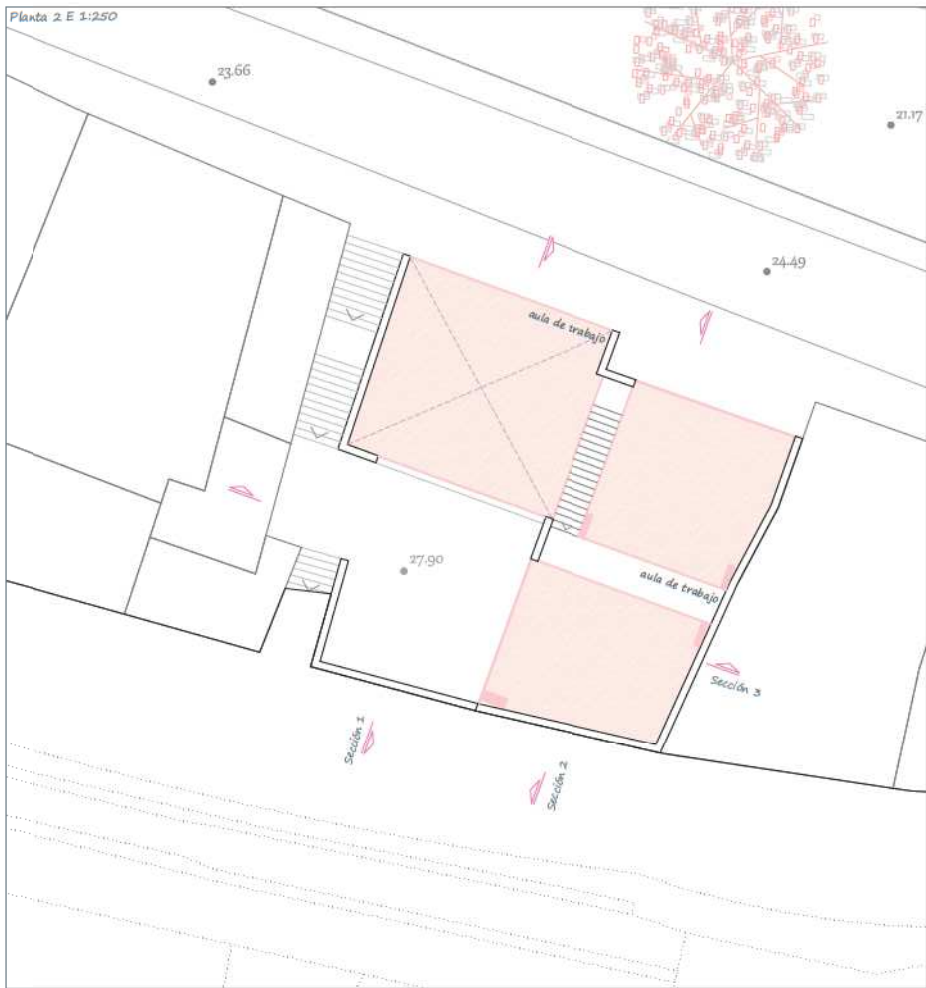 Planta 2 E 1:250
23.66
21.17
24.49
aula de trabajo
27.90
aula de trabajo
Sección 3
Sección 1
Sección 2